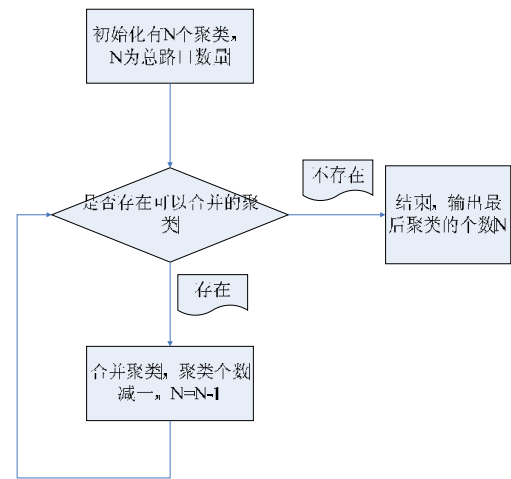 初始化有N个聚类，
N为总路口数量
是否存在可以合并的聚
类
不存在
结束，输出最
后聚类的个数N
存在
合并聚类，聚类个数
减一，N=N-1